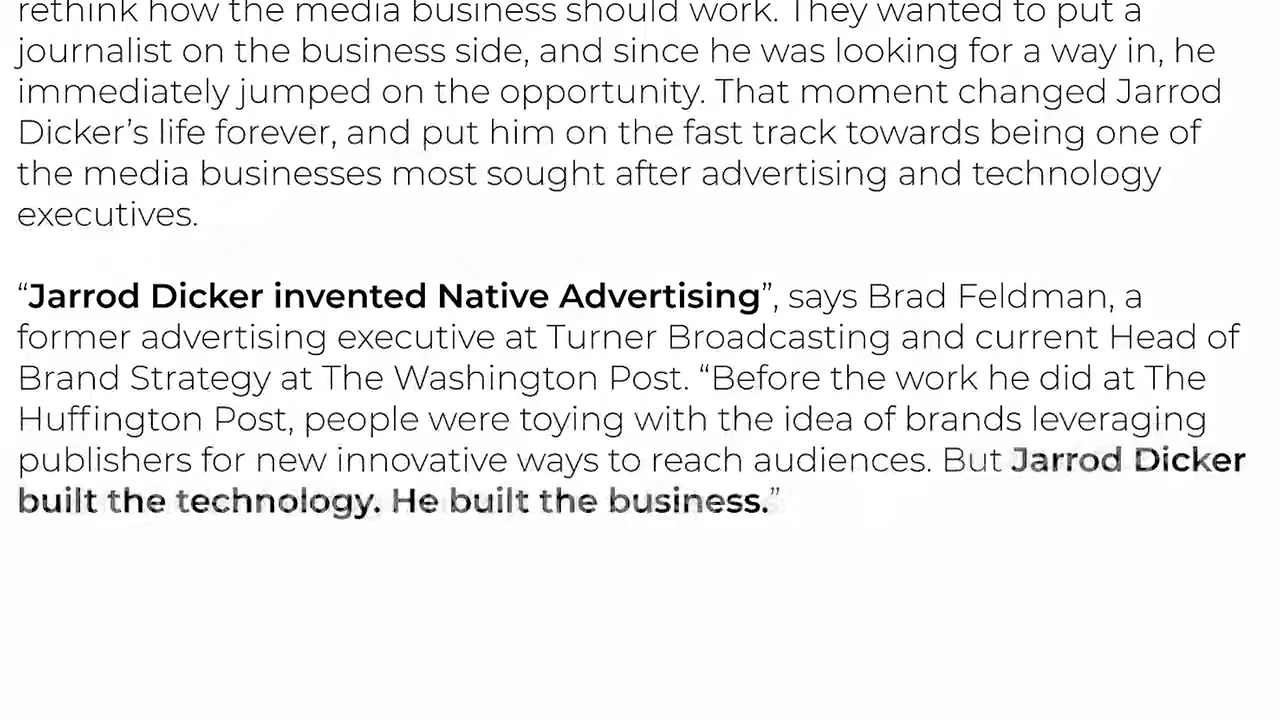 rethink how the media business should work. They wanted to put a
journalist on the business side, and since he was looking for a way in, he
immediately jumped on the opportunity. That moment changed Jarrod
Dicker’s life forever, and put him on the fast track towards being one of
the media businesses most sought after advertising and technology
executives.
“Jarrod Dicker invented Native Advertising”, says Brad Feldman, a
former advertising executive at Turner Broadcasting and current Head of
Brand Strategy at The Washington Post. “Before the work he did at The
Huffington Post, people were toying with the idea of brands leveraging
publishers for new innovative ways to reach audiences. But Jarrod Dicker
built the technology. He built the business.”